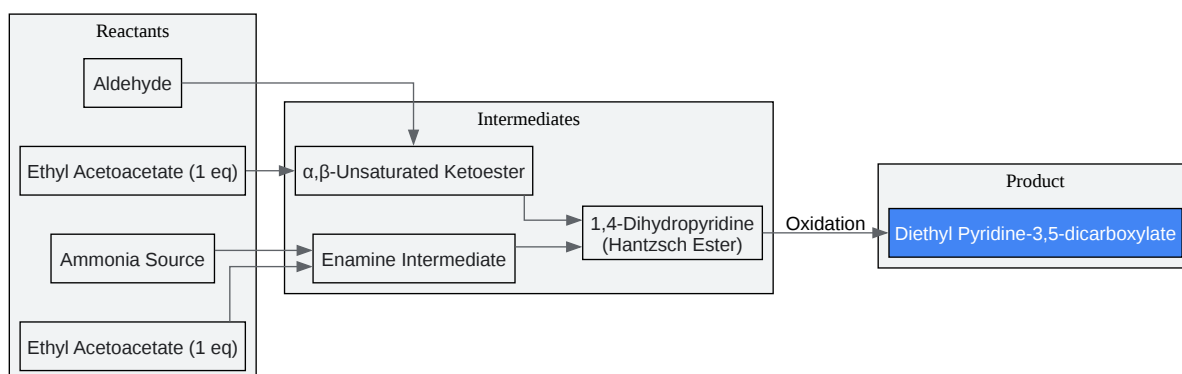 Reactants
Aldehyde
Ethyl Acetoacetate (1 eq)
Ammonia Source
Ethyl Acetoacetate (1 eq)
Intermediates
α,β-Unsaturated Ketoester
Enamine Intermediate
1,4-Dihydropyridine
(Hantzsch Ester)
Oxidation
Product
Diethyl Pyridine-3,5-dicarboxylate